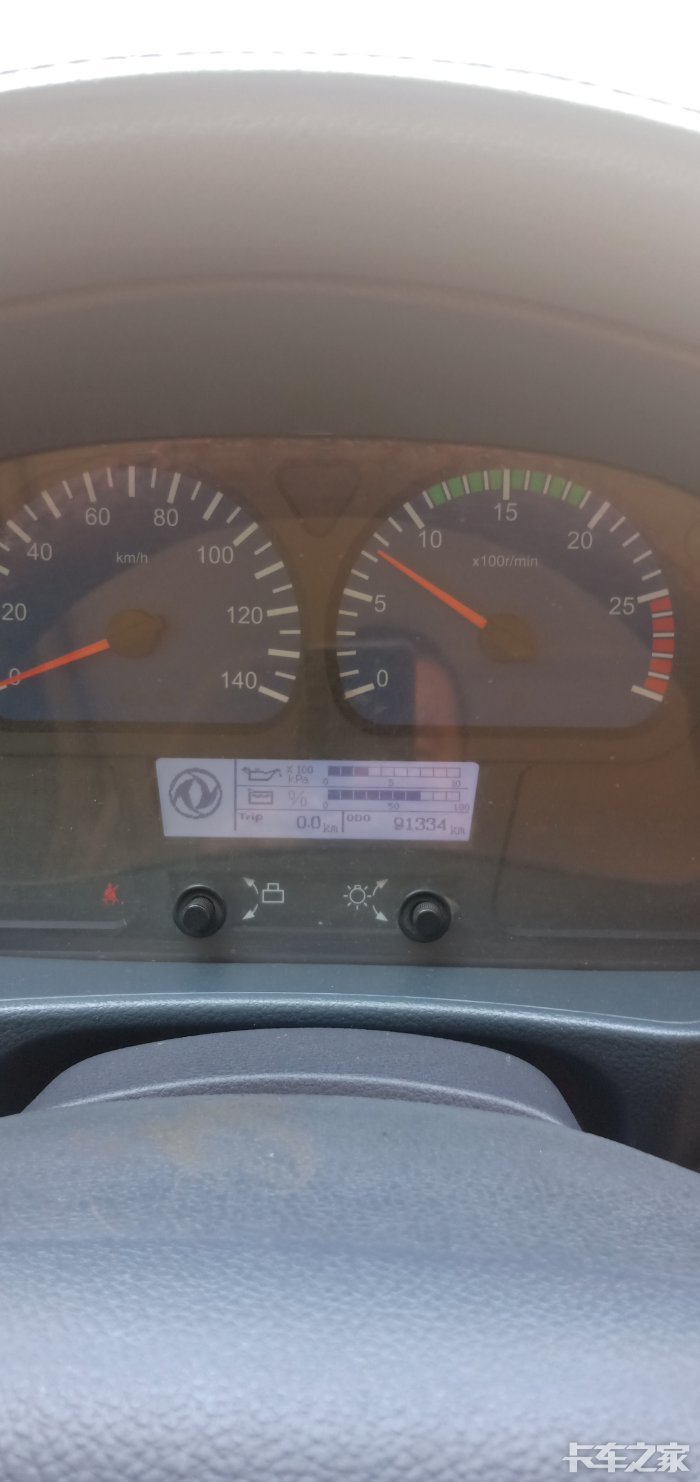 0 20 40 60 80 100 120 140
km/h
0 5 10 15 20 25
x100r/min
x100 kPa 0 5 10
% 0 50 100
Trip 0.0 km ODO 91334 km
卡车之家